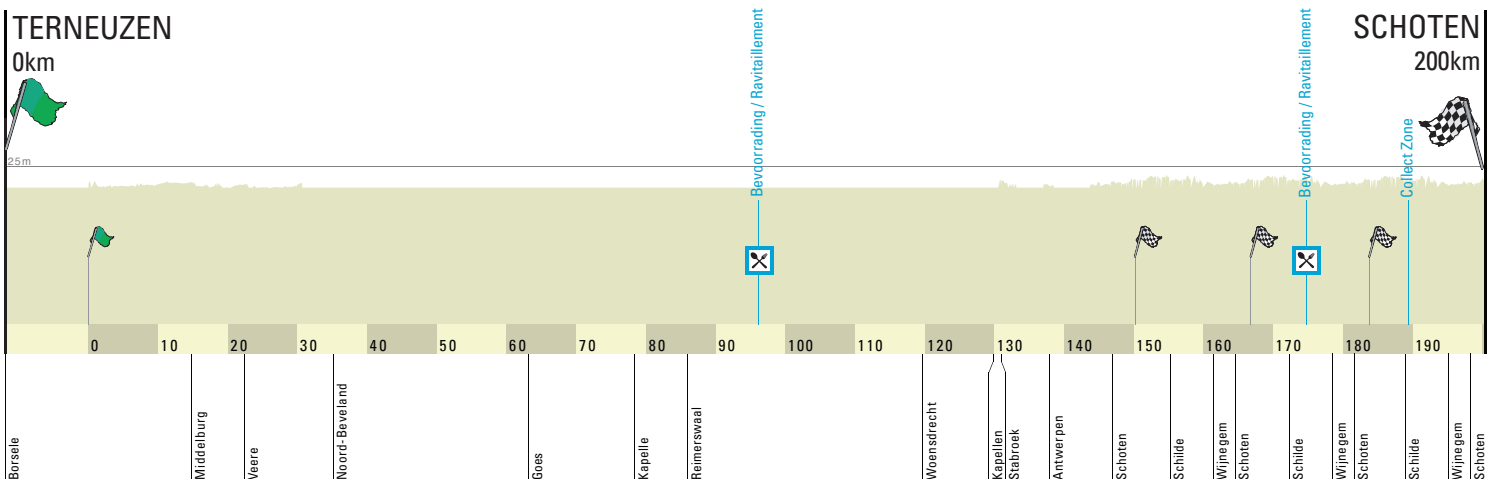 TERNEUZEN
0km
SCHOTEN
200km
Bevoorrading / Ravitaillement
Bevoorrading / Ravitaillement
Collect Zone
25m
0 10 20 30 40 50 60 70 80 90 100 110 120 130 140 150 160 170 180 190
Borsele
Middelburg
Veere
Noord-Beveland
Goes
Kapelle
Reimerswaal
Woensdrecht
Kapellen
Stabroek
Antwerpen
Schoten
Schilde
Wijnegem
Schoten
Schilde
Wijnegem
Schoten
Schilde
Wijnegem
Schoten